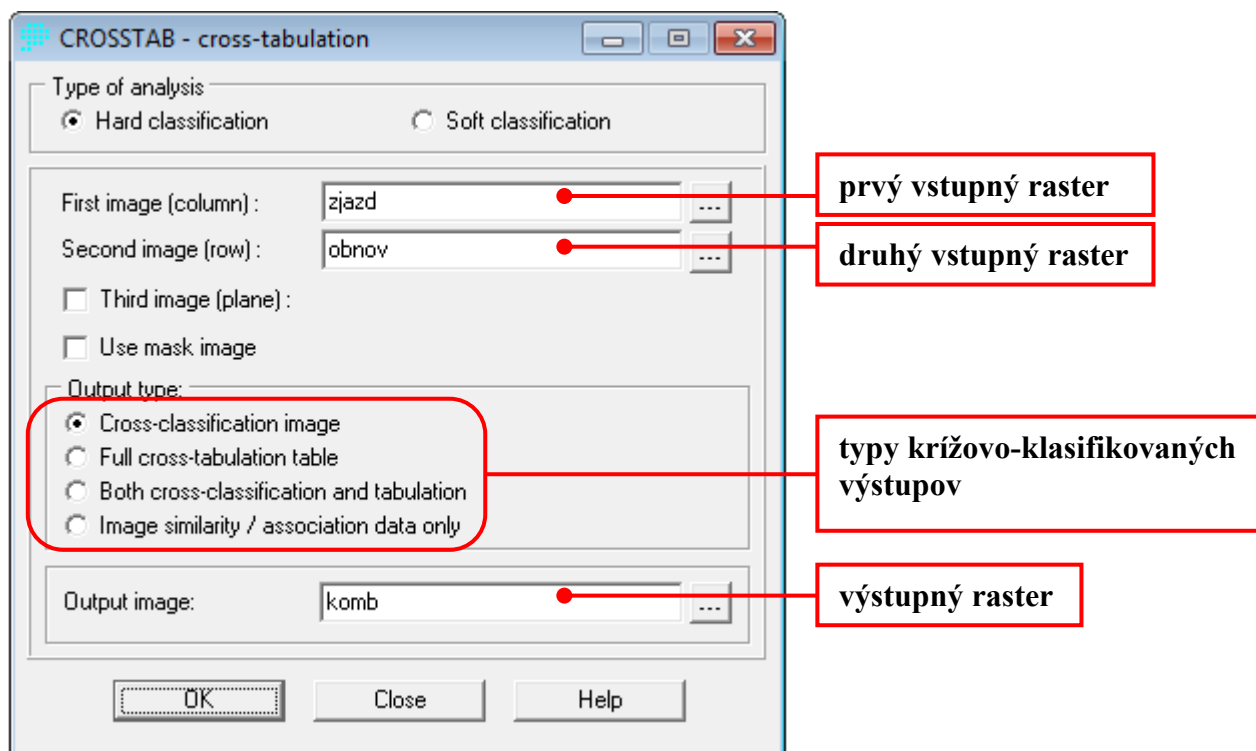 CROSSTAB - cross-tabulation
Type of analysis
Hard classification
Soft classification
First image (column) :
zjazd
...
prvý vstupný raster
Second image (row) :
obnov
...
druhý vstupný raster
Third image (plane) :
Use mask image
Output type:
Cross-classification image
Full cross-tabulation table
Both cross-classification and tabulation
Image similarity / association data only
typy krížovo-klasifikovaných
výstupov
Output image:
komb
...
výstupný raster
OK
Close
Help